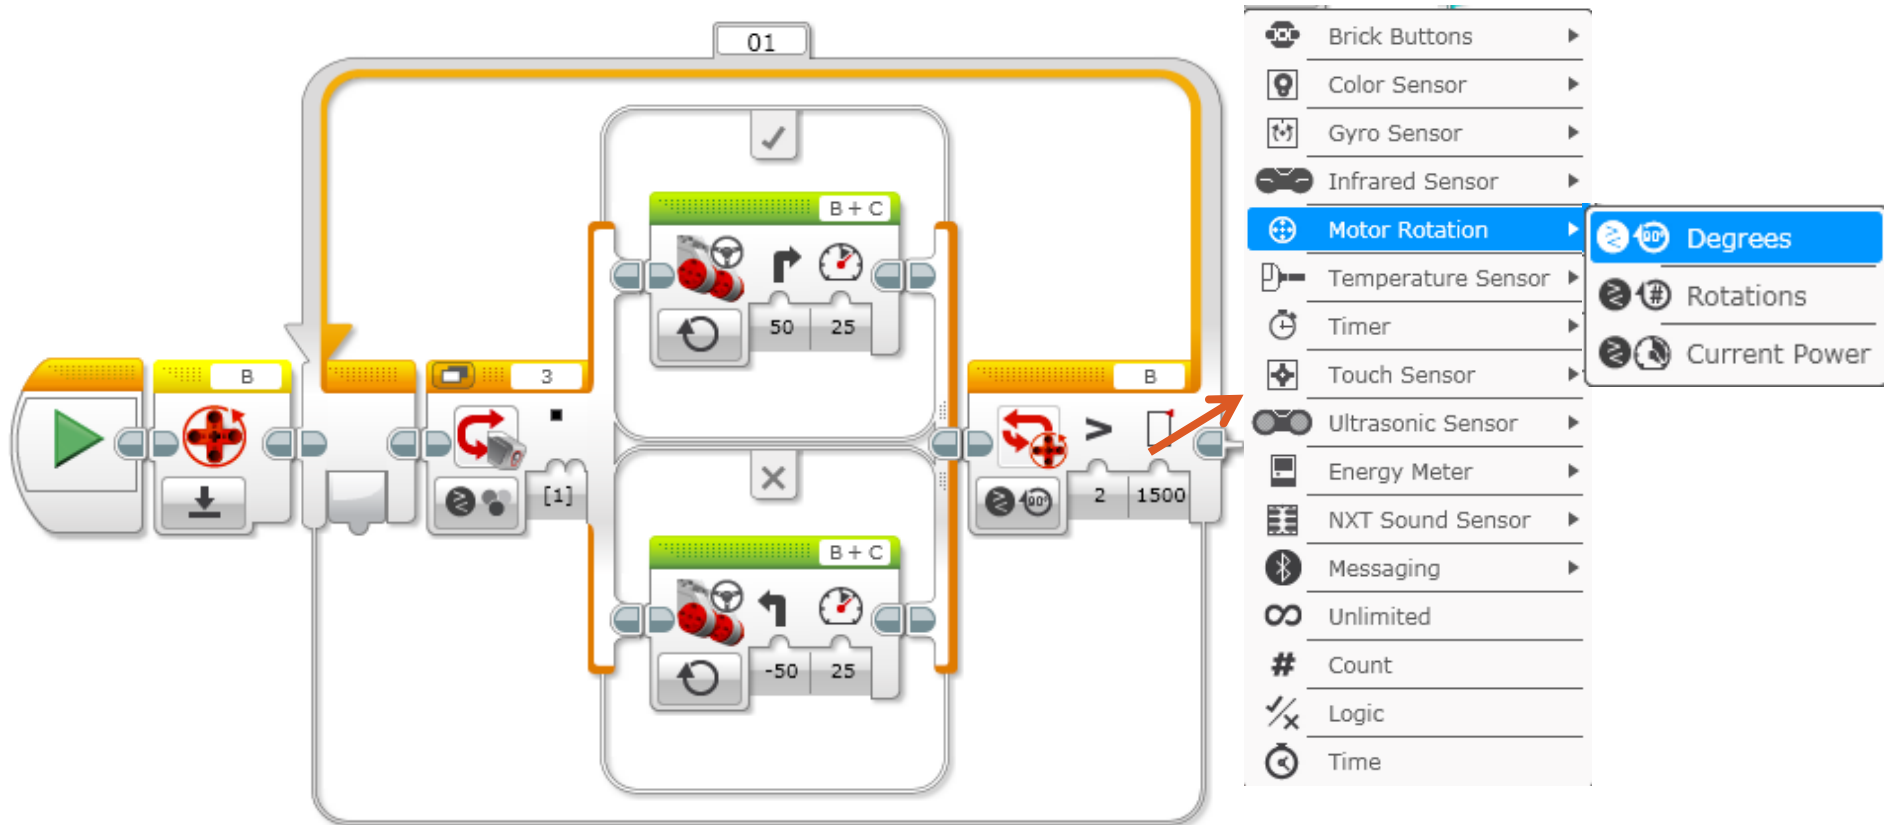 01
B
3
[1]
B + C
50 25
B + C
-50 25
B
>
2 1500
90°
Brick Buttons
Color Sensor
Gyro Sensor
Infrared Sensor
Motor Rotation
Temperature Sensor
Timer
Touch Sensor
Ultrasonic Sensor
Energy Meter
NXT Sound Sensor
Messaging
Unlimited
# Count
Logic
Time
90° Degrees
# Rotations
Current Power